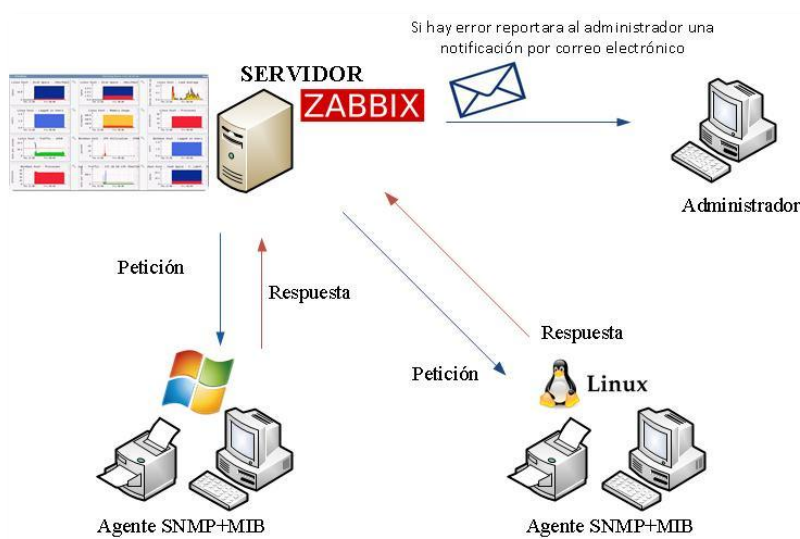 Si hay error reportara al administrador una
notificación por correo electrónico
SERVIDOR
ZABBIX
Administrador
Petición
Respuesta
Respuesta
Petición
Linux
Agente SNMP+MIB
Agente SNMP+MIB